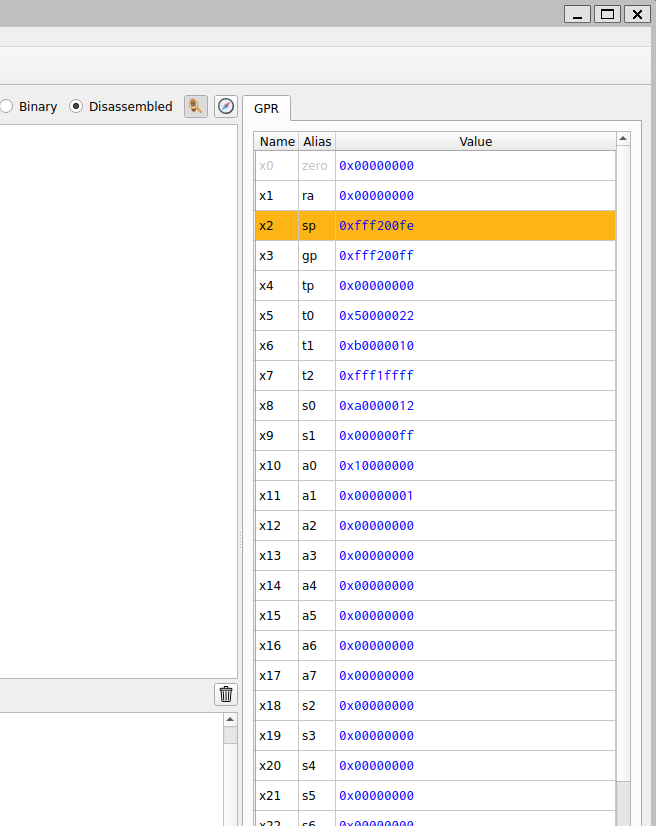 Binary Disassembled GPR
Name Alias Value
x0 zero 0x00000000
x1 ra 0x00000000
x2 sp 0xfff200fe
x3 gp 0xfff200ff
x4 tp 0x00000000
x5 t0 0x50000022
x6 t1 0xb0000010
x7 t2 0xfff1ffff
x8 s0 0xa0000012
x9 s1 0x000000ff
x10 a0 0x10000000
x11 a1 0x00000001
x12 a2 0x00000000
x13 a3 0x00000000
x14 a4 0x00000000
x15 a5 0x00000000
x16 a6 0x00000000
x17 a7 0x00000000
x18 s2 0x00000000
x19 s3 0x00000000
x20 s4 0x00000000
x21 s5 0x00000000
x22 s6 0x00000000